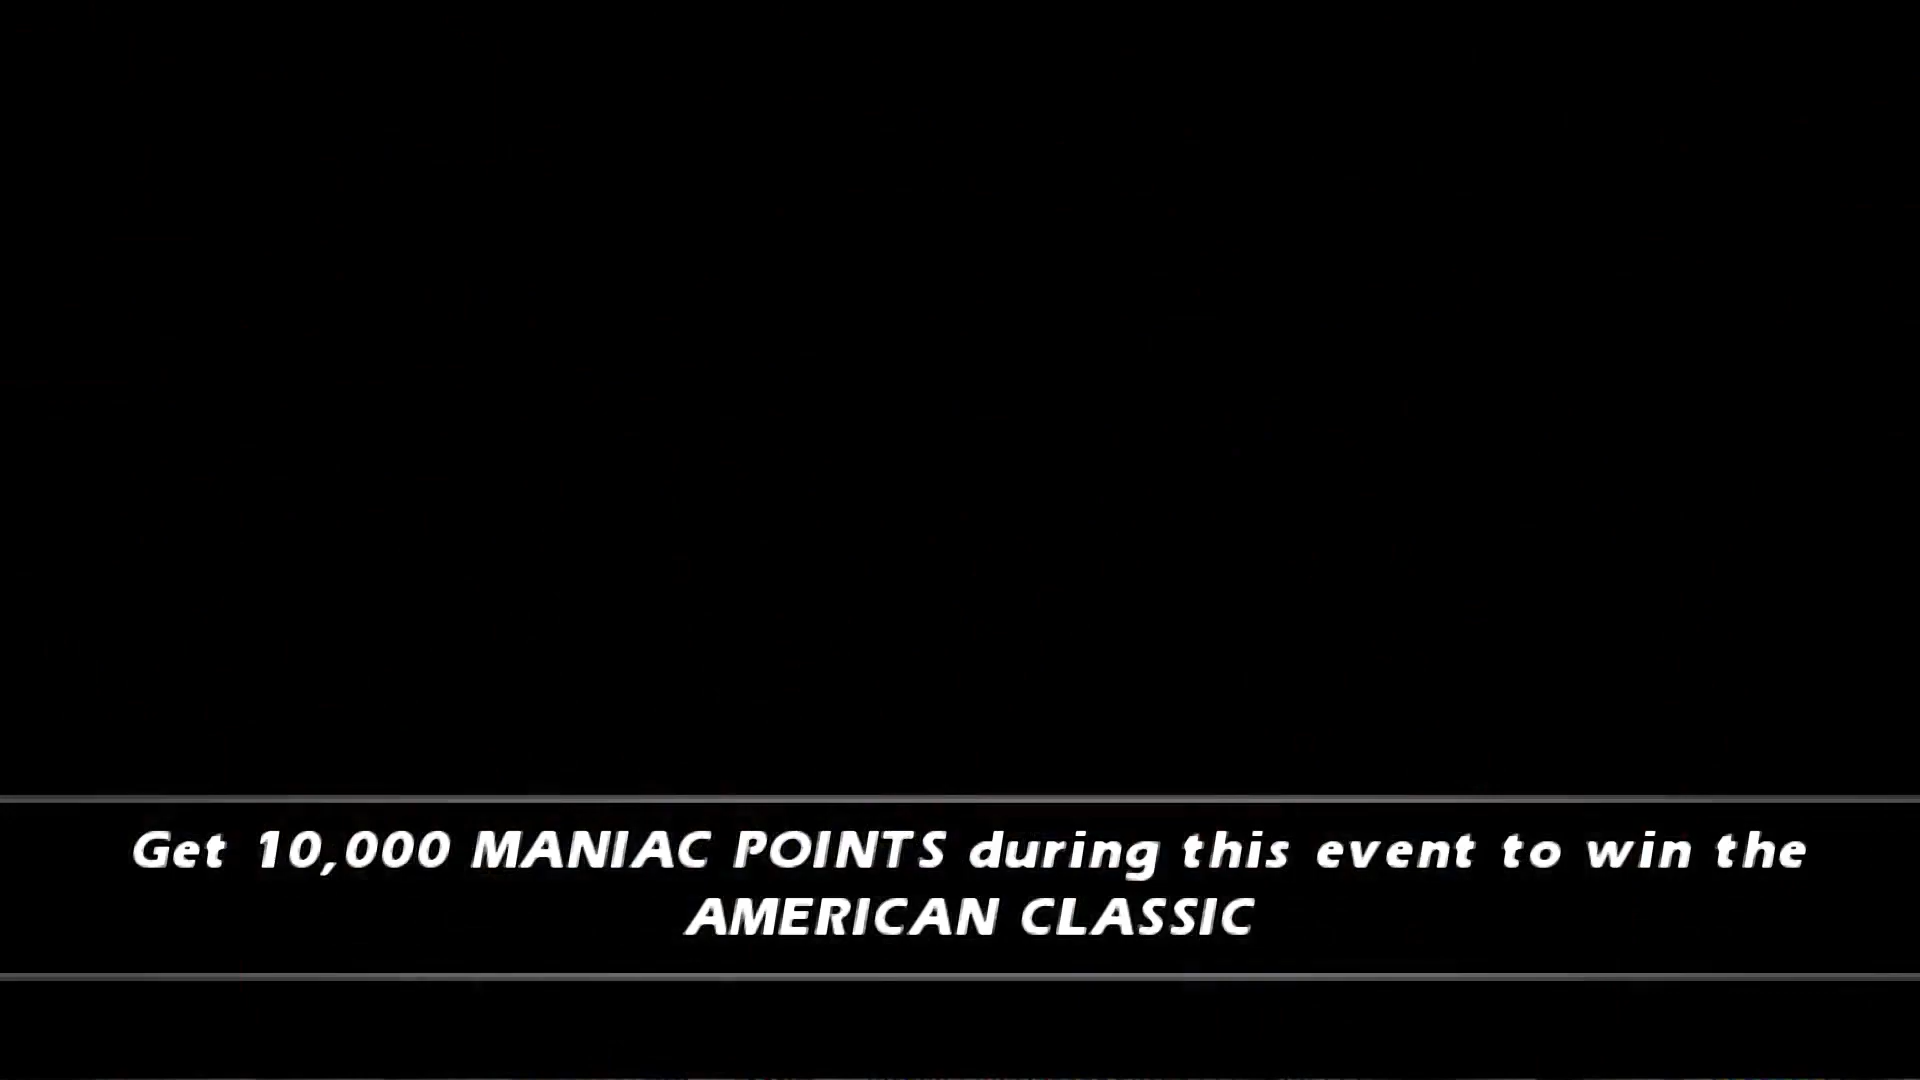 Get 10,000 MANIAC POINTS during this event to win the
AMERICAN CLASSIC